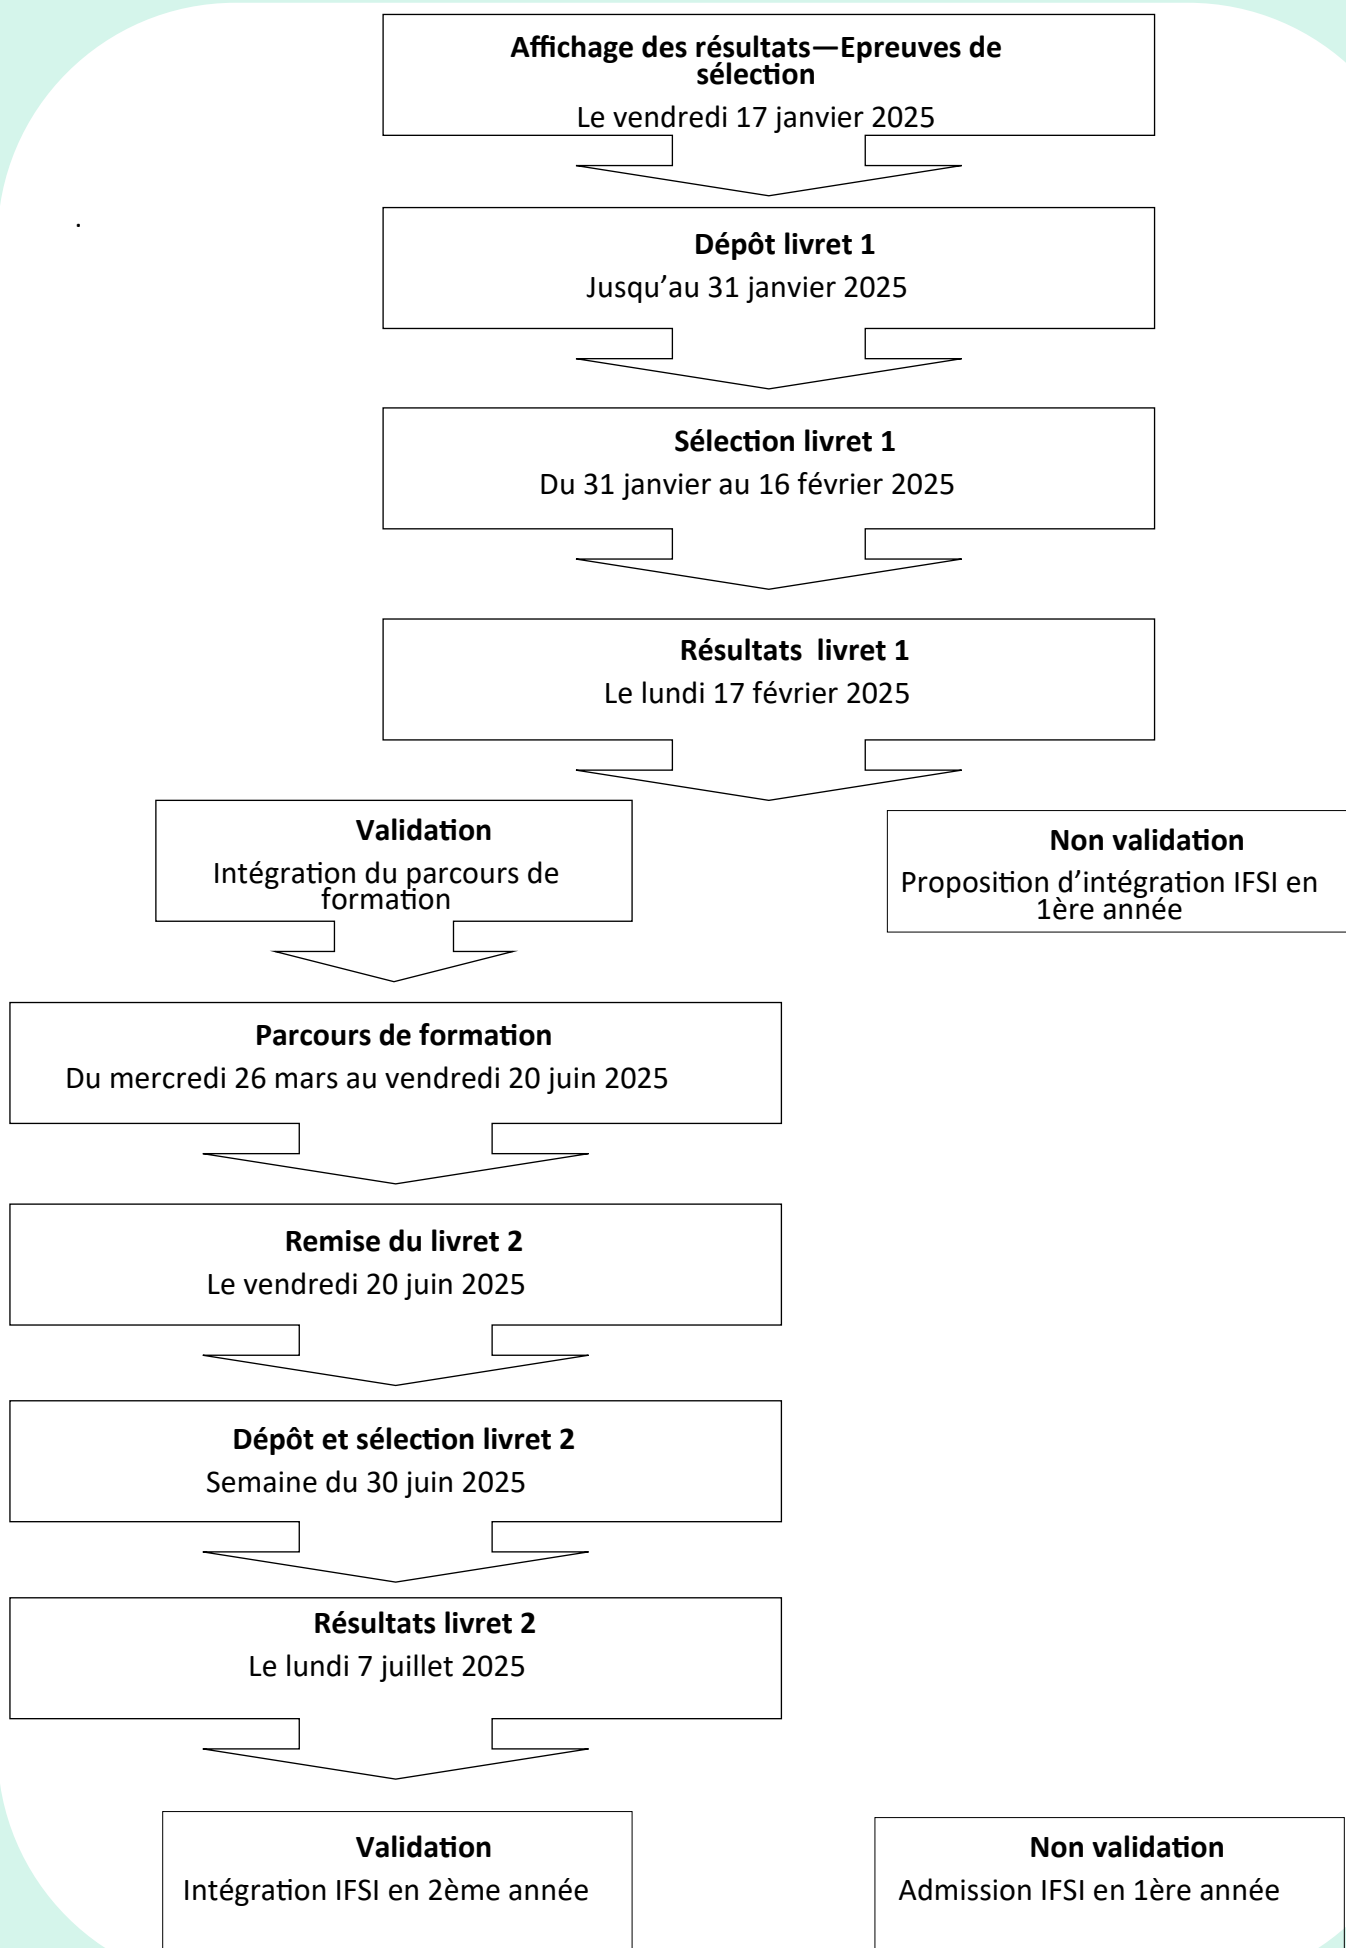 Affichage des résultats—Epreuves de
sélection
Le vendredi 17 janvier 2025
.
Dépôt livret 1
Jusqu’au 31 janvier 2025
Sélection livret 1
Du 31 janvier au 16 février 2025
Résultats  livret 1
Le lundi 17 février 2025
Validation
Intégration du parcours de
formation
Non validation
Proposition d’intégration IFSI en
1ère année
Parcours de formation
Du mercredi 26 mars au vendredi 20 juin 2025
Remise du livret 2
Le vendredi 20 juin 2025
Dépôt et sélection livret 2
Semaine du 30 juin 2025
Résultats livret 2
Le lundi 7 juillet 2025
Validation
Intégration IFSI en 2ème année
Non validation
Admission IFSI en 1ère année